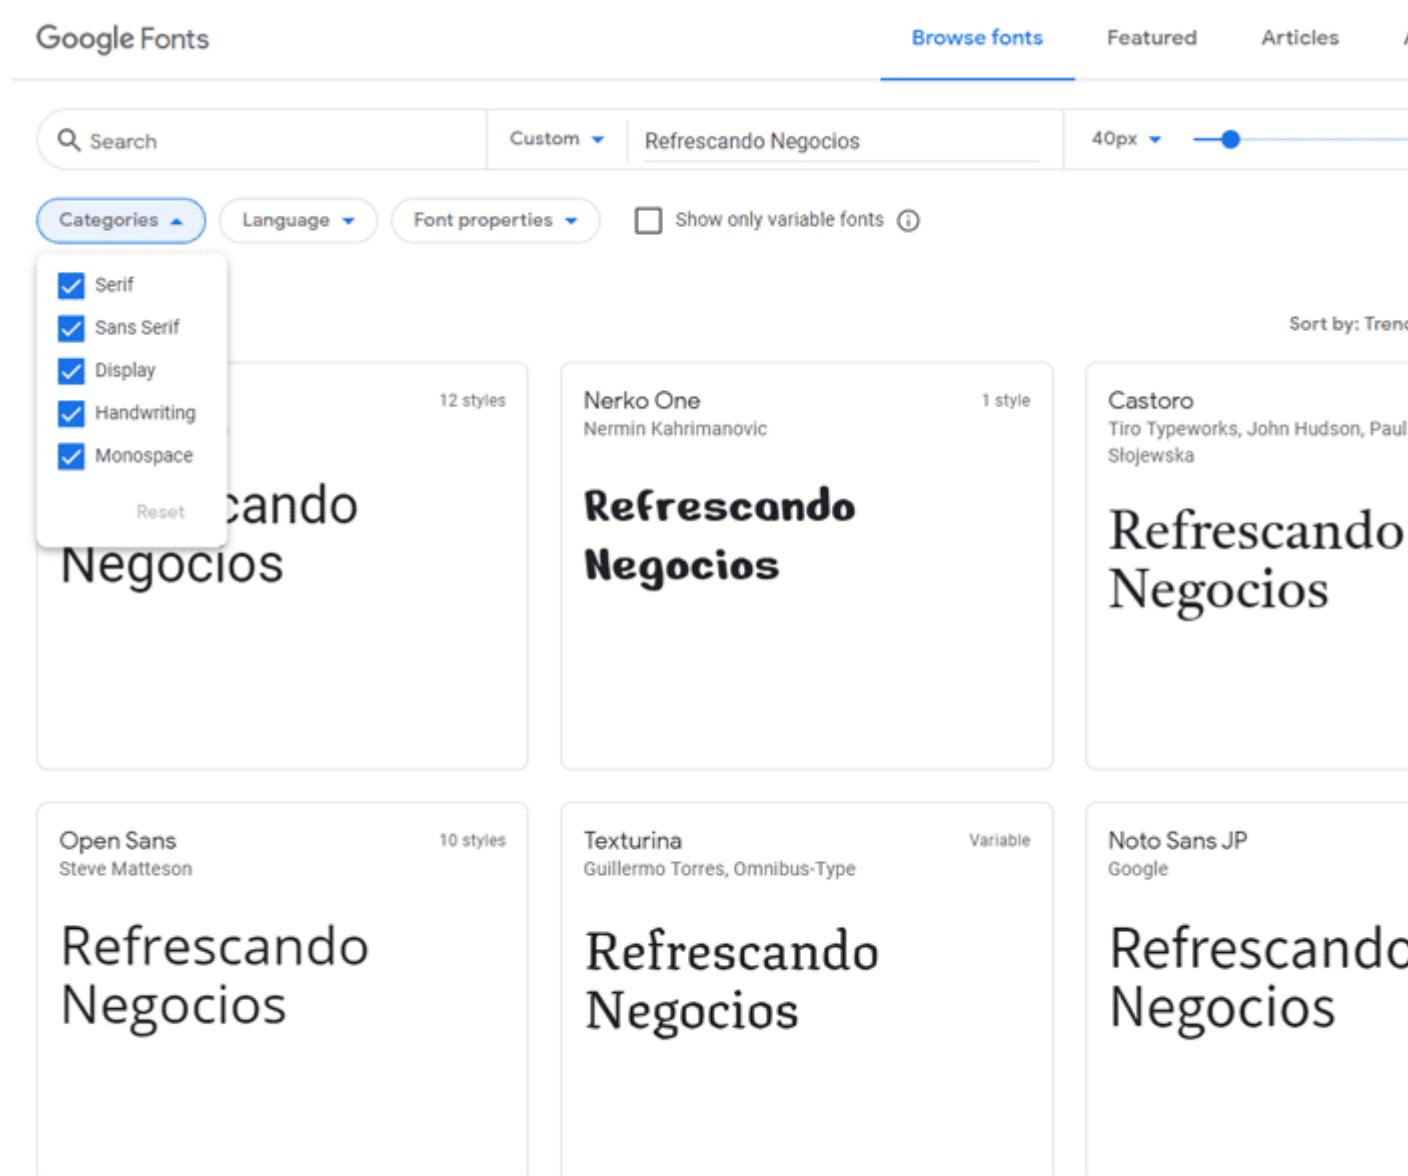 Google Fonts
Browse fonts
Featured
Articles
Search
Custom
Refrescando Negocios
40px
Categories
Language
Font properties
Show only variable fonts
Serif
Sans Serif
Display
Handwriting
Monospace
Reset
Sort by:
12 styles
cando
Negocios
Nerko One
1 style
Nermin Kahrimanovic
Refrescando
Negocios
Castoro
Tiro Typeworks, John Hudson, Paul
Słojewska
Refrescando
Negocios
Open Sans
10 styles
Steve Matteson
Refrescando
Negocios
Texturina
Variable
Guillermo Torres, Omnibus-Type
Refrescando
Negocios
Noto Sans JP
Google
Refrescando
Negocios